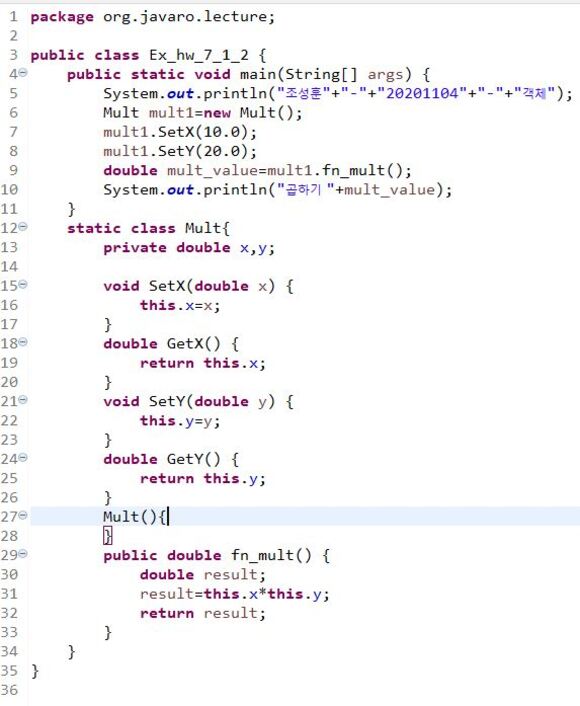 1 package org.javaro.lecture;
2
3 public class Ex_hw_7_1_2 {
4 public static void main(String[] args) {
5 System.out.println("조성훈"+"-"+"20201104"+"-"+"객체");
6 Mult mult1=new Mult();
7 mult1.SetX(10.0);
8 mult1.SetY(20.0);
9 double mult_value=mult1.fn_mult();
10 System.out.println("곱하기 "+mult_value);
11 }
12 static class Mult{
13 private double x,y;
14
15 void SetX(double x) {
16 this.x=x;
17 }
18 double GetX() {
19 return this.x;
20 }
21 void SetY(double y) {
22 this.y=y;
23 }
24 double GetY() {
25 return this.y;
26 }
27 Mult(){
28 }
29 public double fn_mult() {
30 double result;
31 result=this.x*this.y;
32 return result;
33 }
34 }
35 }
36